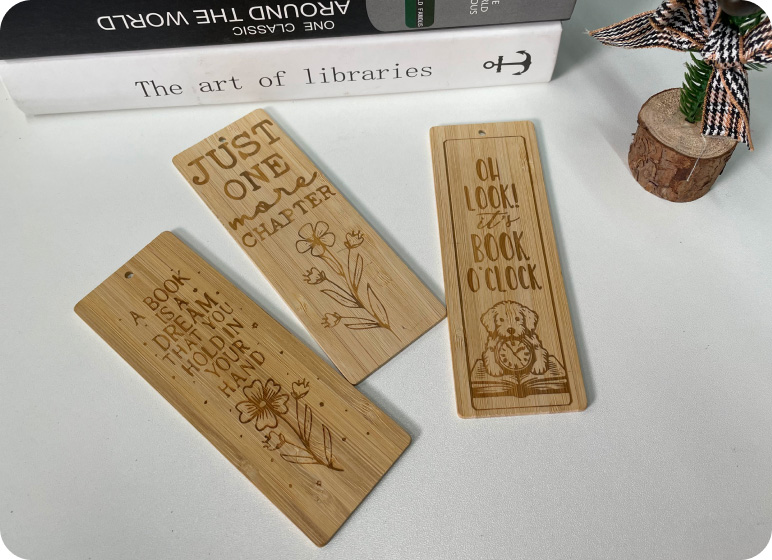 ONE CLASSIC
AROUND THE WORLD
The art of libraries
JUST
ONE
more
CHAPTER
OH
LOOK!
it's
BOOK
O'CLOCK
A BOOK
IS A
DREAM
THAT YOU
HOLD IN
YOUR
HAND